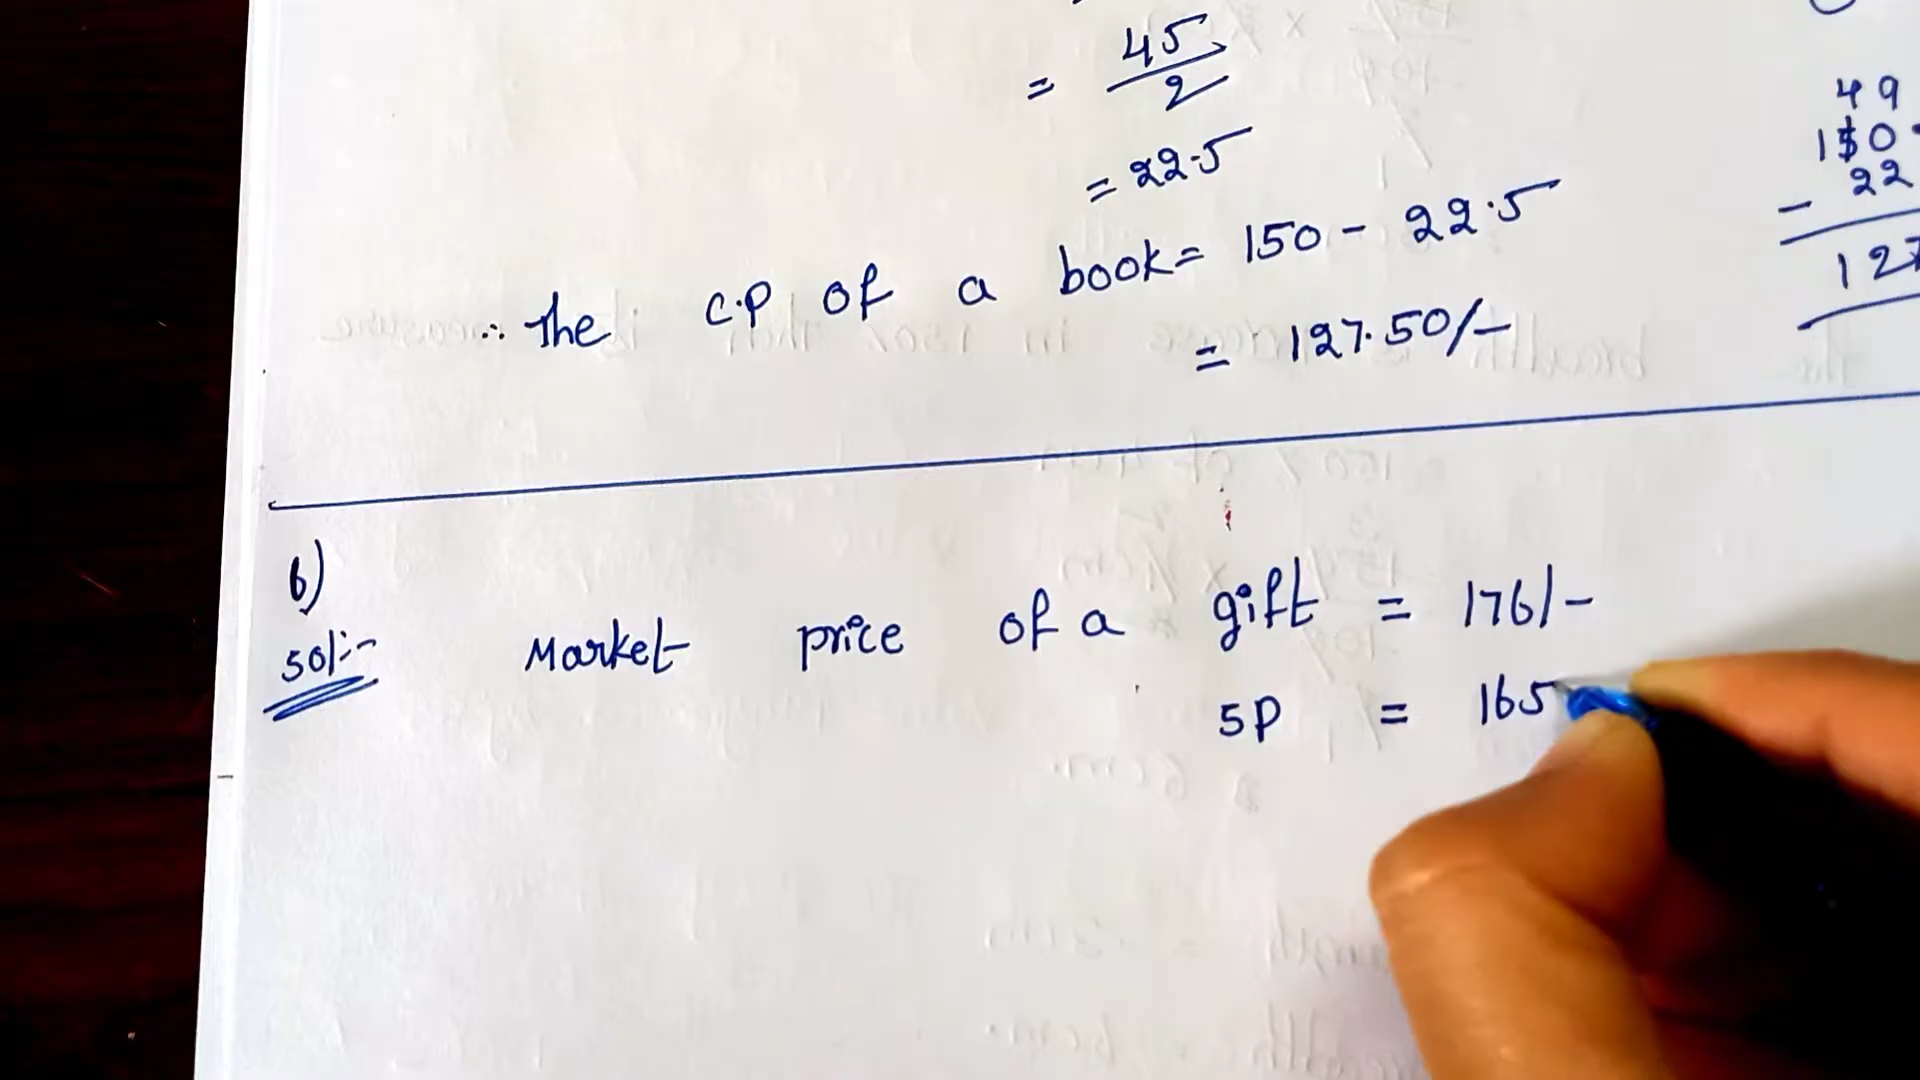 = 45/2
= 22.5
∴ The C.P of a book = 150 - 22.5
= 127.50/-
49
150.
- 22
127
6)
Sol:-
Market price of a gift = 176/-
SP = 165